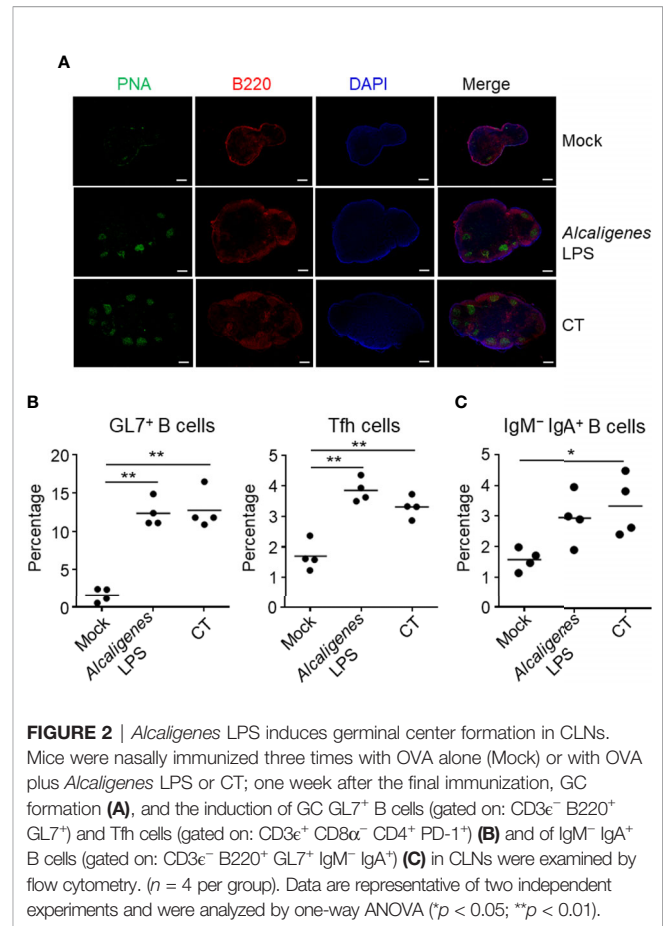 A
PNA B220 DAPI Merge
Mock
Alcaligenes
LPS
CT
B
C
GL7⁺ B cells
Tfh cells
IgM⁻ IgA⁺ B cells
Percentage
20
15
10
5
0
**
**
Mock
Alcaligenes
LPS
CT
Percentage
5
4
3
2
1
0
**
**
Mock
Alcaligenes
LPS
CT
Percentage
5
4
3
2
1
0
*
Mock
Alcaligenes
LPS
CT
FIGURE 2 | Alcaligenes LPS induces germinal center formation in CLNs.
Mice were nasally immunized three times with OVA alone (Mock) or with OVA
plus Alcaligenes LPS or CT; one week after the final immunization, GC
formation (A), and the induction of GC GL7⁺ B cells (gated on: CD3ϵ⁻ B220⁺
GL7⁺) and Tfh cells (gated on: CD3ϵ⁺ CD8α⁻ CD4⁺ PD-1⁺) (B) and of IgM⁻ IgA⁺
B cells (gated on: CD3ϵ⁻ B220⁺ GL7⁺ IgM⁻ IgA⁺) (C) in CLNs were examined by
flow cytometry. (n = 4 per group). Data are representative of two independent
experiments and were analyzed by one-way ANOVA (*p < 0.05; **p < 0.01).